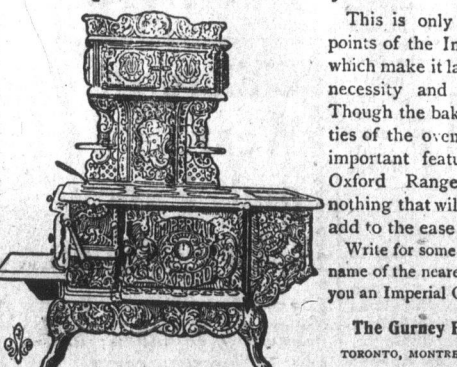 This is only
points of the Im
which make it la
necessity and
Though the bak
ties of the oven
important featu
Oxford Range
nothing that wil
add to the ease
Write for some
name of the neare
you an Imperial O
The Gurney F
TORONTO, MONTRE
IMPERIAL
OXFORD